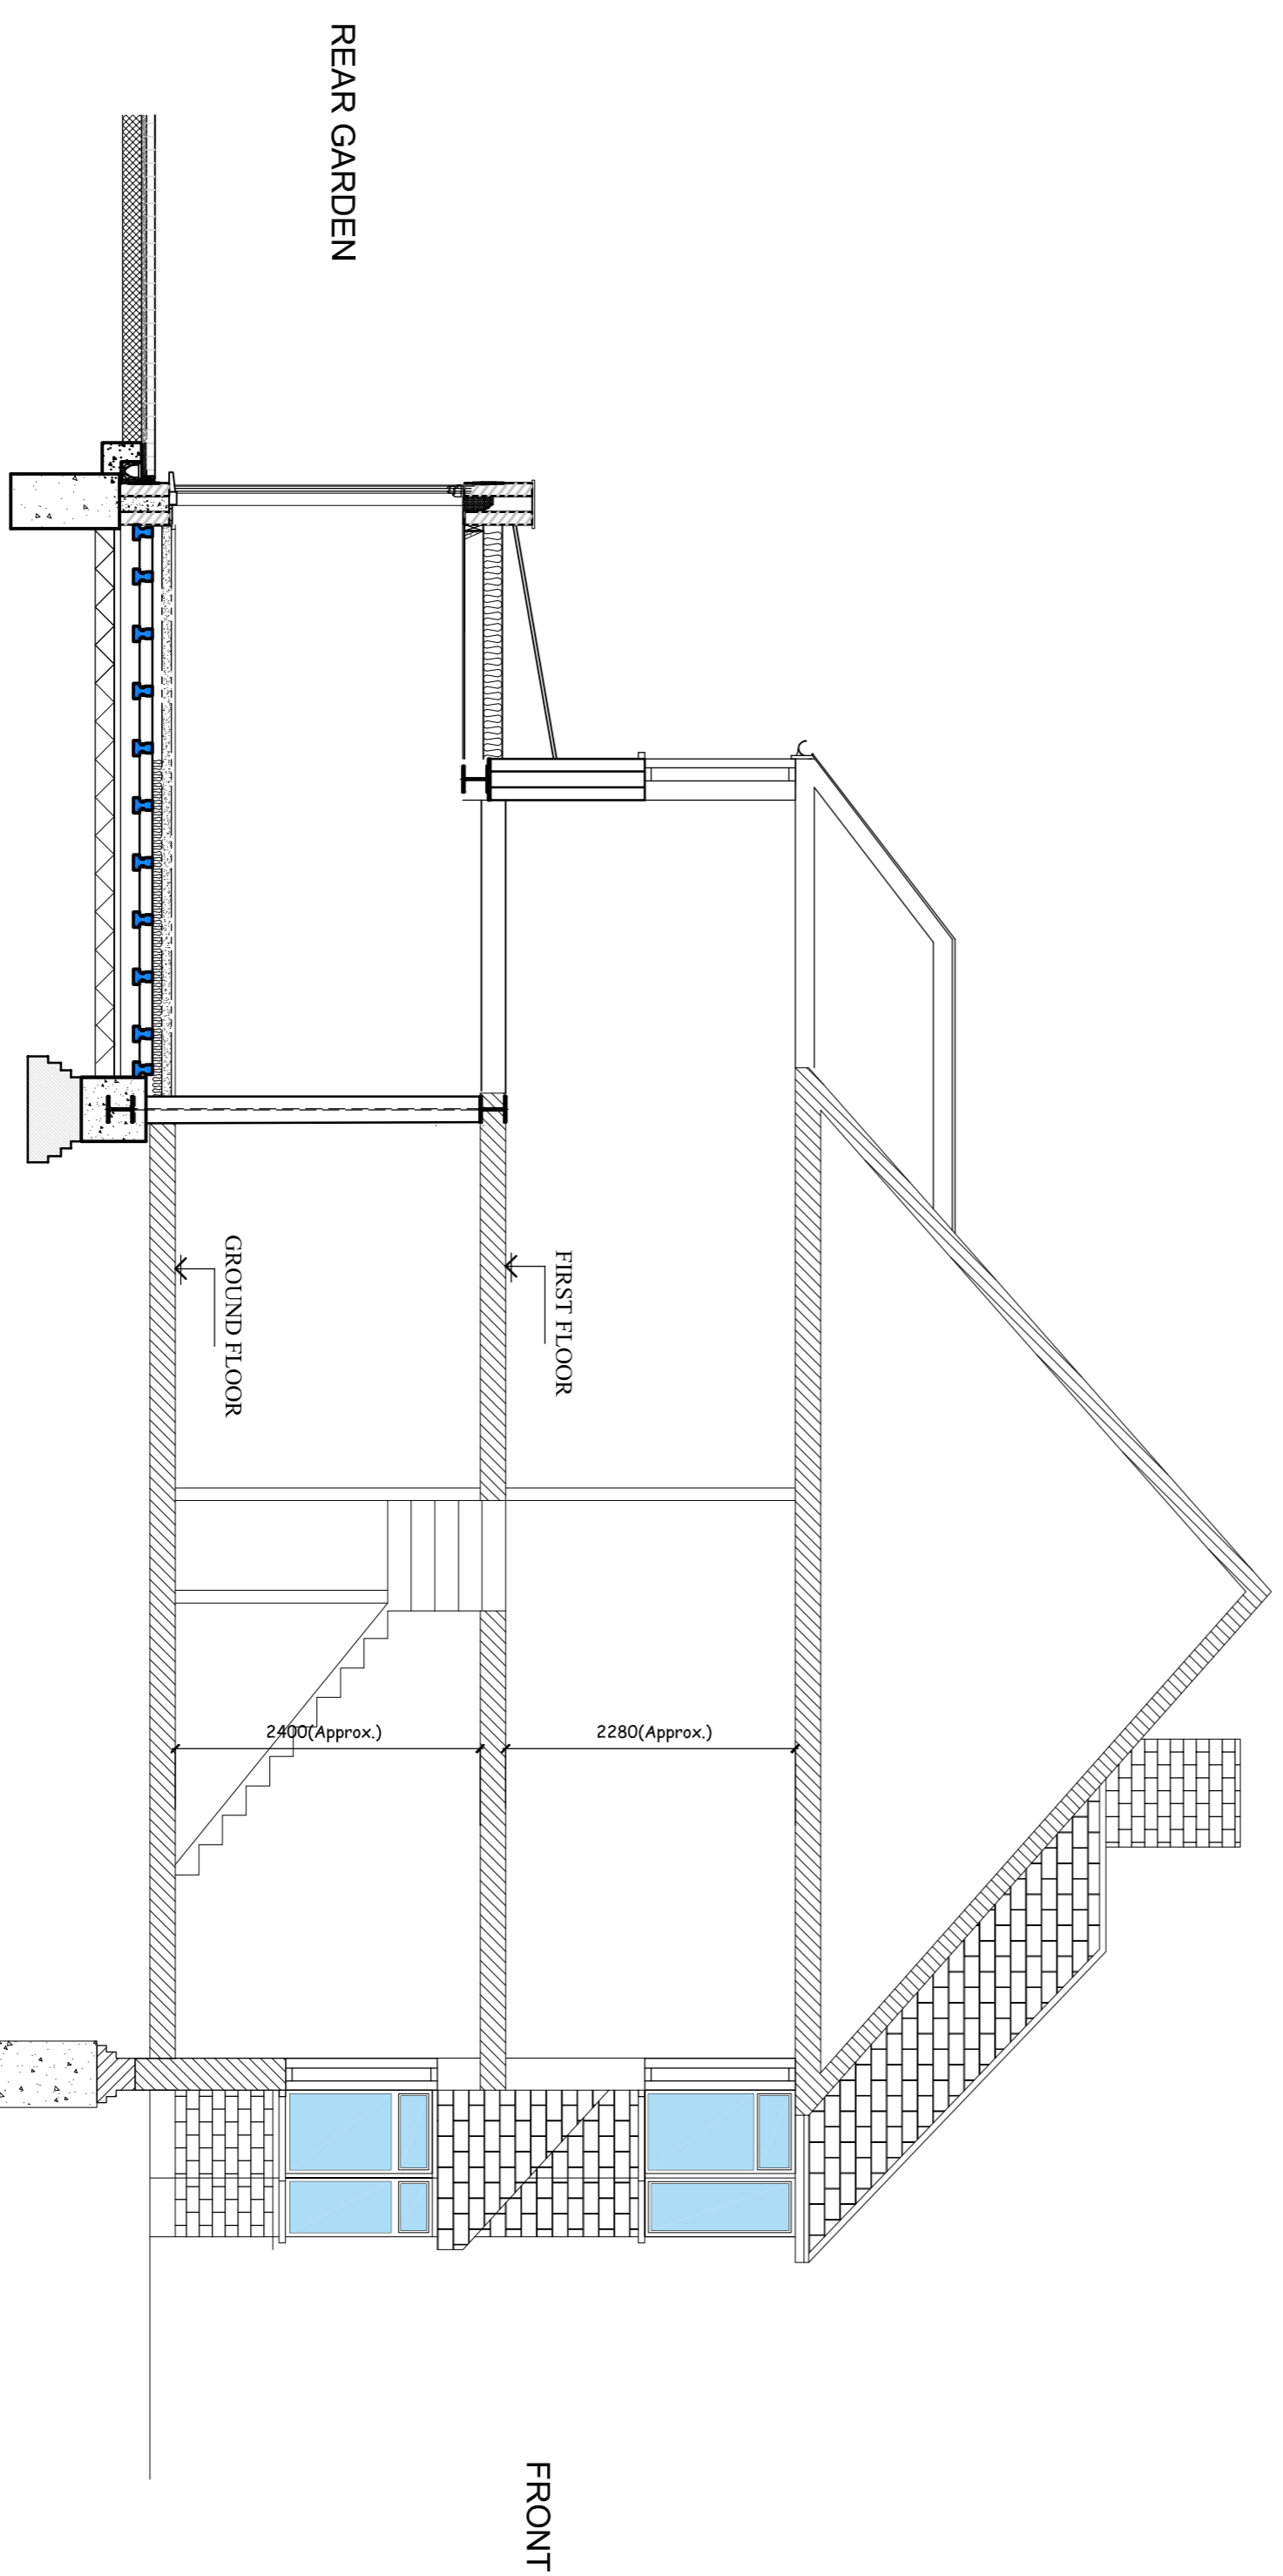 REAR GARDEN
FIRST FLOOR
GROUND FLOOR
2400(Approx.)
2280(Approx.)
FRONT